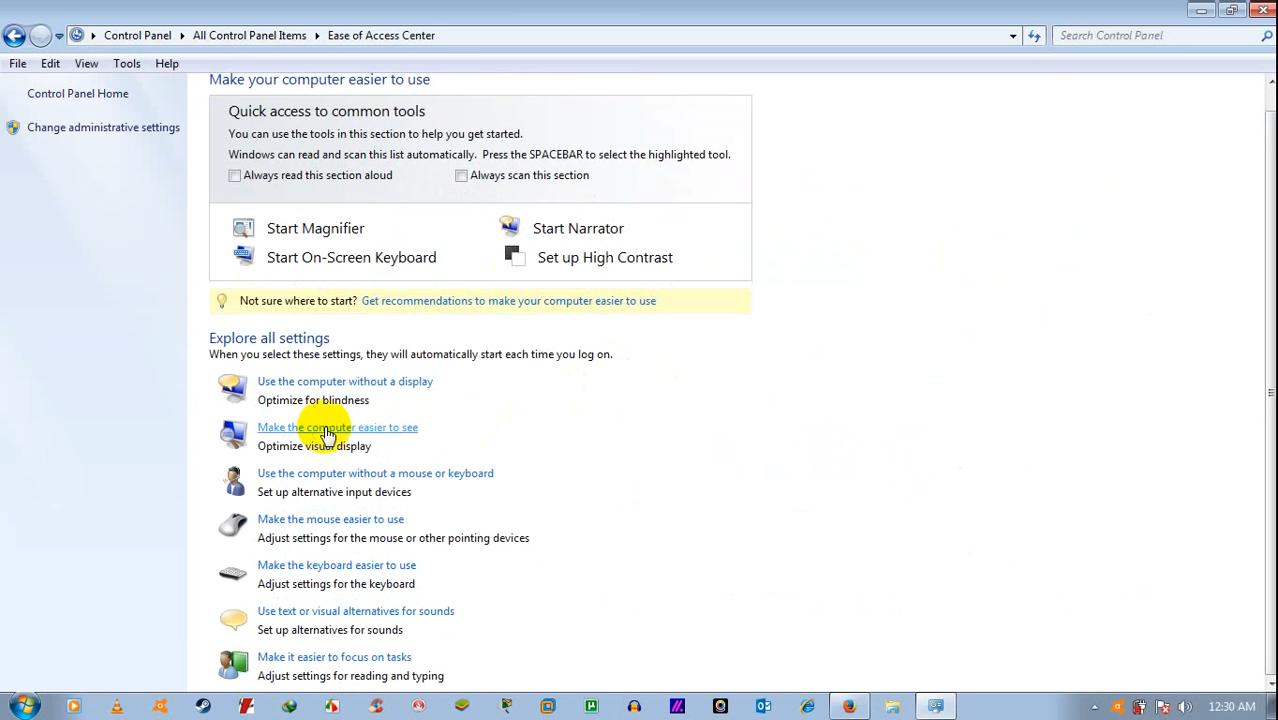 Control Panel
All Control Panel Items
Ease of Access Center
Search Control Panel
File Edit View Tools Help
Control Panel Home
Change administrative settings
Make your computer easier to use
Quick access to common tools
You can use the tools in this section to help you get started.
Windows can read and scan this list automatically. Press the SPACEBAR to select the highlighted tool.
Always read this section aloud
Always scan this section
Start Magnifier
Start Narrator
Start On-Screen Keyboard
Set up High Contrast
Not sure where to start? Get recommendations to make your computer easier to use
Explore all settings
When you select these settings, they will automatically start each time you log on.
Use the computer without a display
Optimize for blindness
Make the computer easier to see
Optimize visual display
Use the computer without a mouse or keyboard
Set up alternative input devices
Make the mouse easier to use
Adjust settings for the mouse or other pointing devices
Make the keyboard easier to use
Adjust settings for the keyboard
Use text or visual alternatives for sounds
Set up alternatives for sounds
Make it easier to focus on tasks
Adjust settings for reading and typing
12:30 AM